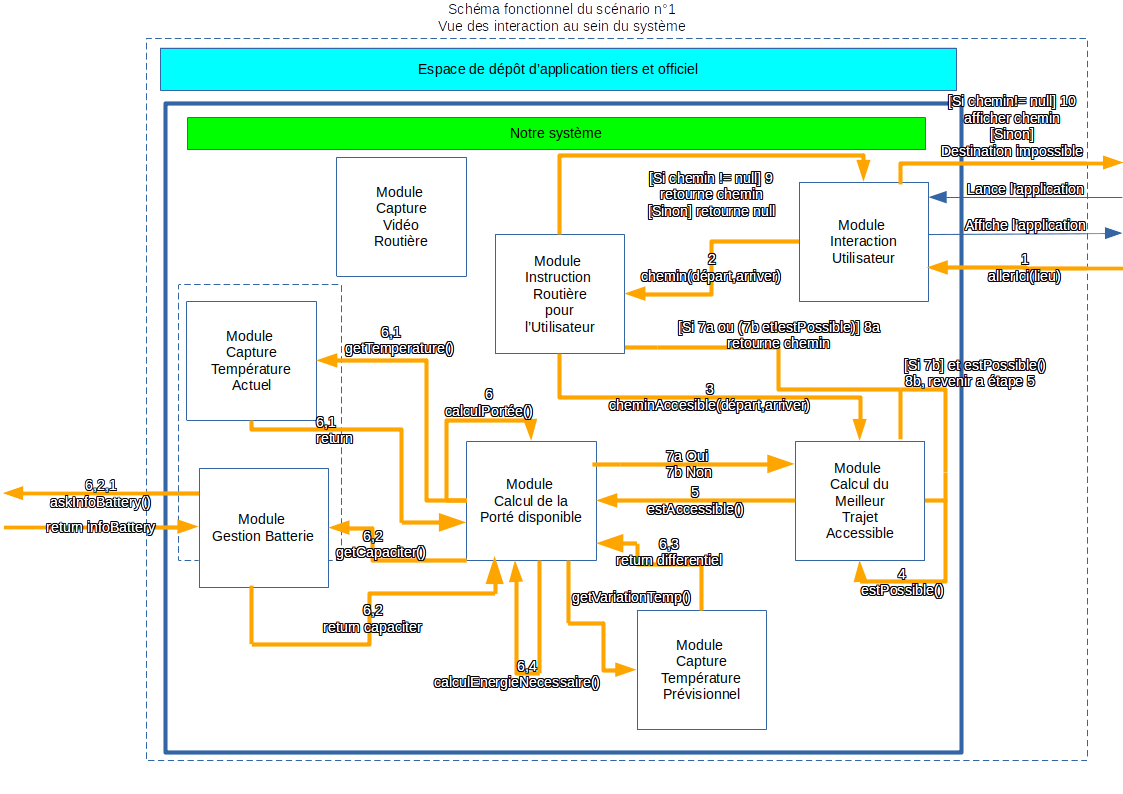 Schéma fonctionnel du scénario n°1
Vue des interaction au sein du système
Espace de dépôt d'application tiers et officiel
[Si chemin!= null] 10
afficher chemin
[Sinon]
Destination impossible
Notre système
Module
Capture
Vidéo
Routière
[Si chemin != null] 9
retourne chemin
[Sinon] retourne null
Module
Interaction
Utilisateur
Lance l'application
Affiche l'application
1
allerIci(lieu)
Module
Instruction
Routière
pour
l'Utilisateur
2
chemin(départ,arriver)
Module
Capture
Température
Actuel
6,1
getTemperature()
[Si 7a ou (7b et!estPossible)] 8a
retourne chemin
[Si 7b] et estPossible()
8b, revenir a étape 5
3
cheminAccesible(départ,arriver)
6
calculPortée()
6,1
return
Module
Calcul de la
Porté disponible
7a Oui
7b Non
5
estAccessible()
Module
Calcul du
Meilleur
Trajet
Accessible
6,2,1
askInfoBattery()
return infoBattery
Module
Gestion Batterie
6,2
getCapaciter()
6,3
return differentiel
4
estPossible()
getVariationTemp()
6,2
return capaciter
6,4
calculEnergieNecessaire()
Module
Capture
Température
Prévisionnel